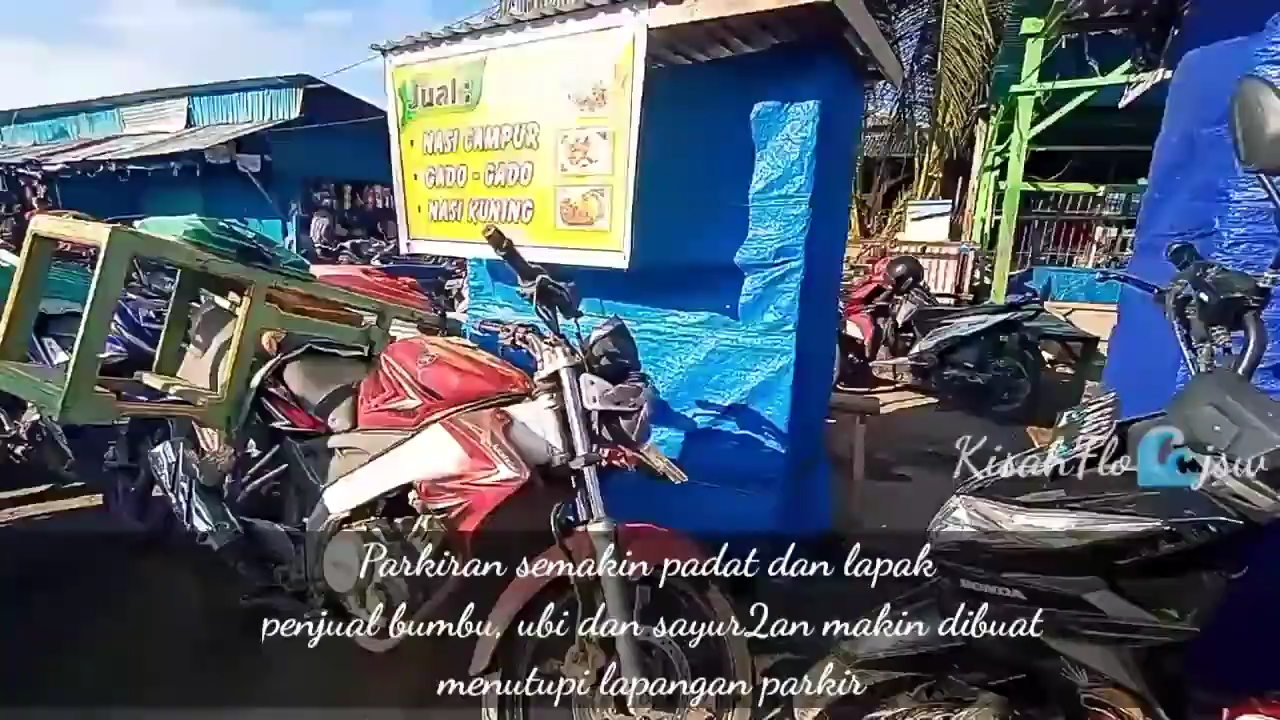 Jual :
• NASI CAMPUR
• GADO - GADO
• NASI KUNING
KisahFlo jsw
Parkiran semakin padat dan lapak
penjual bumbu, ubi dan sayur2an makin dibuat
menutupi lapangan parkir
HONDA